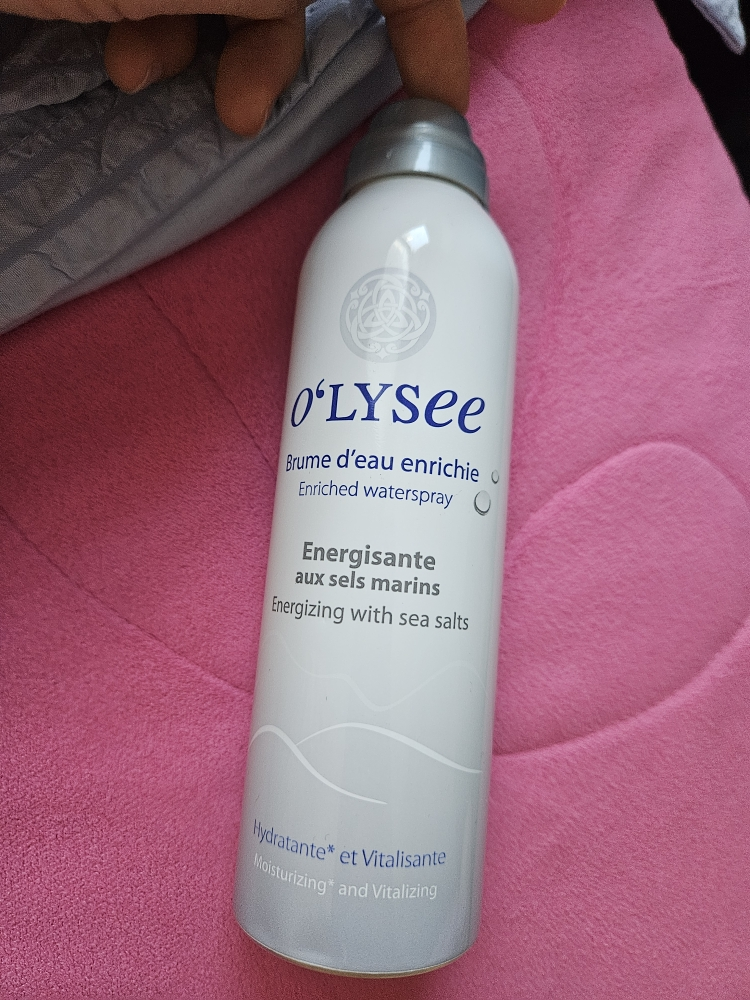 O'LYSee
Brume d'eau enrichie
Enriched waterspray
Energisante
aux sels marins
Energizing with sea salts
Hydratante* et Vitalisante
Moisturizing* and Vitalizing